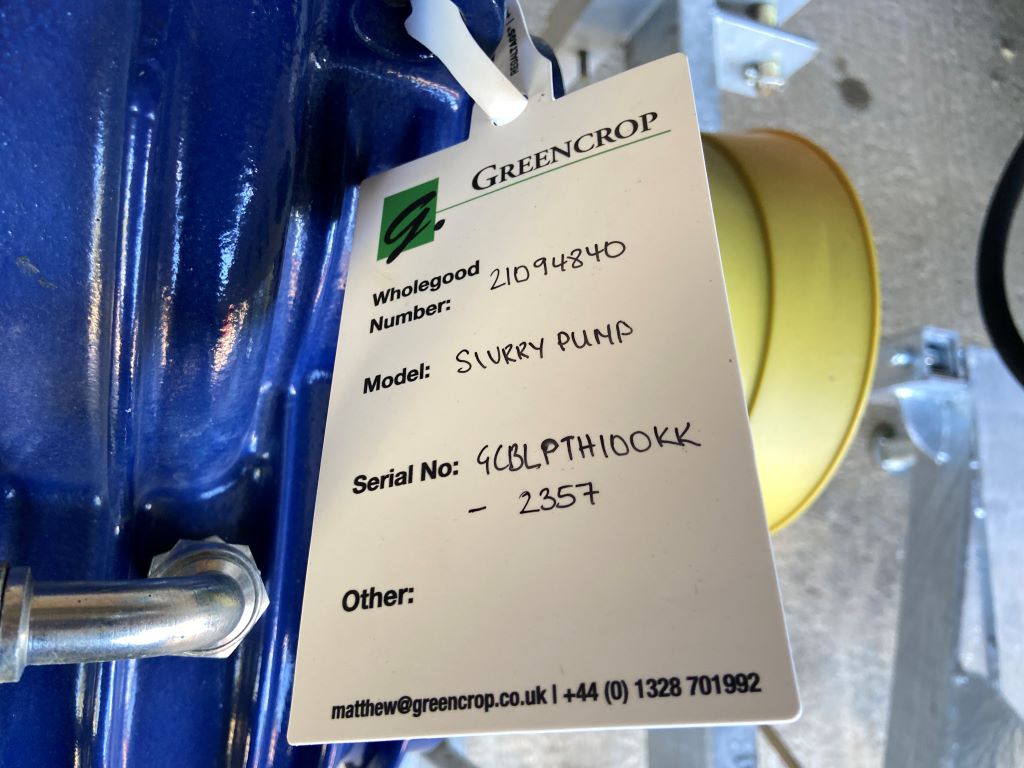 GREENCROP
g.
Wholegood Number: 21094840
Model: SLURRY PUMP
Serial No: GCBLPTH100KK
- 2357
Other:
matthew@greencrop.co.uk | +44 (0) 1328 701992